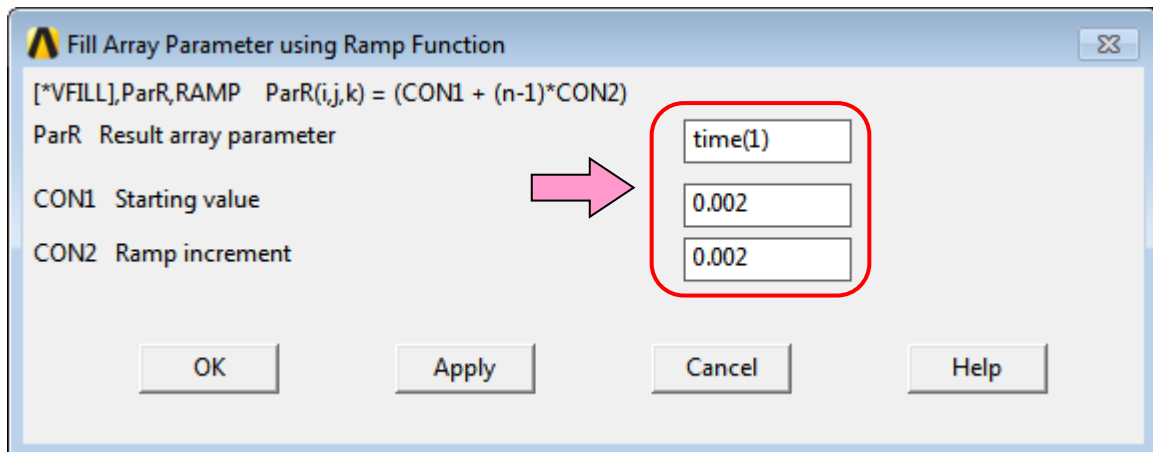 Fill Array Parameter using Ramp Function
[*VFILL],ParR,RAMP ParR(i,j,k) = (CON1 + (n-1)*CON2)
ParR Result array parameter time(1)
CON1 Starting value 0.002
CON2 Ramp increment 0.002
OK Apply Cancel Help